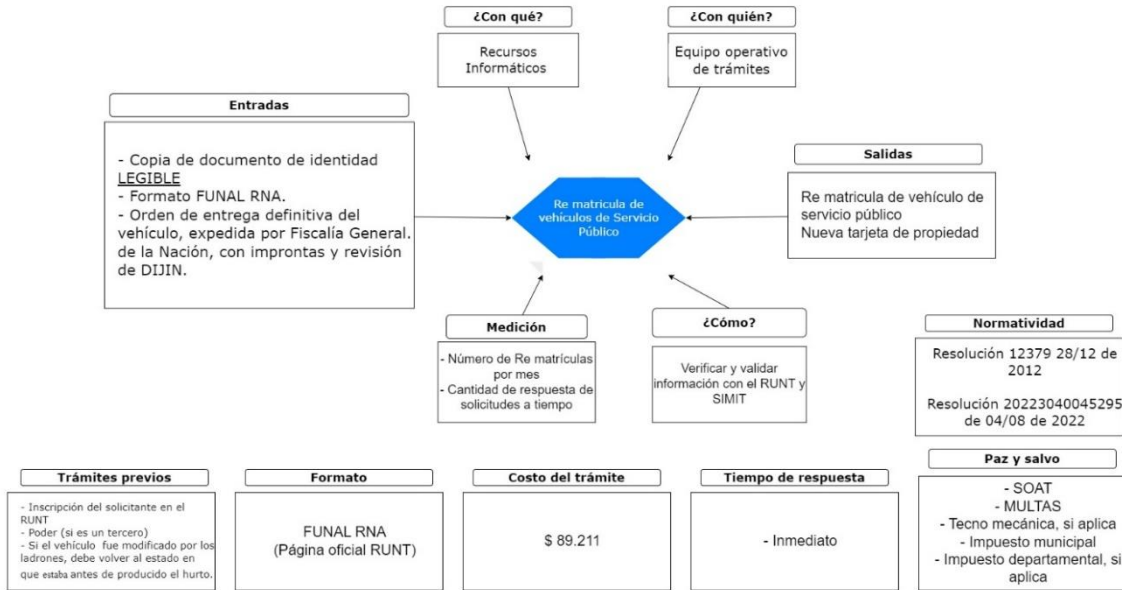 ¿Con qué?
Recursos
Informáticos
¿Con quién?
Equipo operativo
de trámites
Entradas
- Copia de documento de identidad
LEGIBLE
- Formato FUNAL RNA.
- Orden de entrega definitiva del
vehículo, expedida por Fiscalía General.
de la Nación, con improntas y revisión
de DIJIN.
Re matricula de
vehículos de Servicio
Público
Salidas
Re matricula de vehículo de
servicio público
Nueva tarjeta de propiedad
Medición
- Número de Re matrículas
por mes
- Cantidad de respuesta de
solicitudes a tiempo
¿Cómo?
Verificar y validar
información con el RUNT y
SIMIT
Normatividad
Resolución 12379 28/12 de
2012
Resolución 20223040045295
de 04/08 de 2022
Trámites previos
- Inscripción del solicitante en el
RUNT
- Poder (si es un tercero)
- Si el vehículo fue modificado por los
ladrones, debe volver al estado en
que estaba antes de producido el hurto.
Formato
FUNAL RNA
(Página oficial RUNT)
Costo del trámite
$ 89.211
Tiempo de respuesta
- Inmediato
Paz y salvo
- SOAT
- MULTAS
- Tecno mecánica, si aplica
- Impuesto municipal
- Impuesto departamental, si
aplica